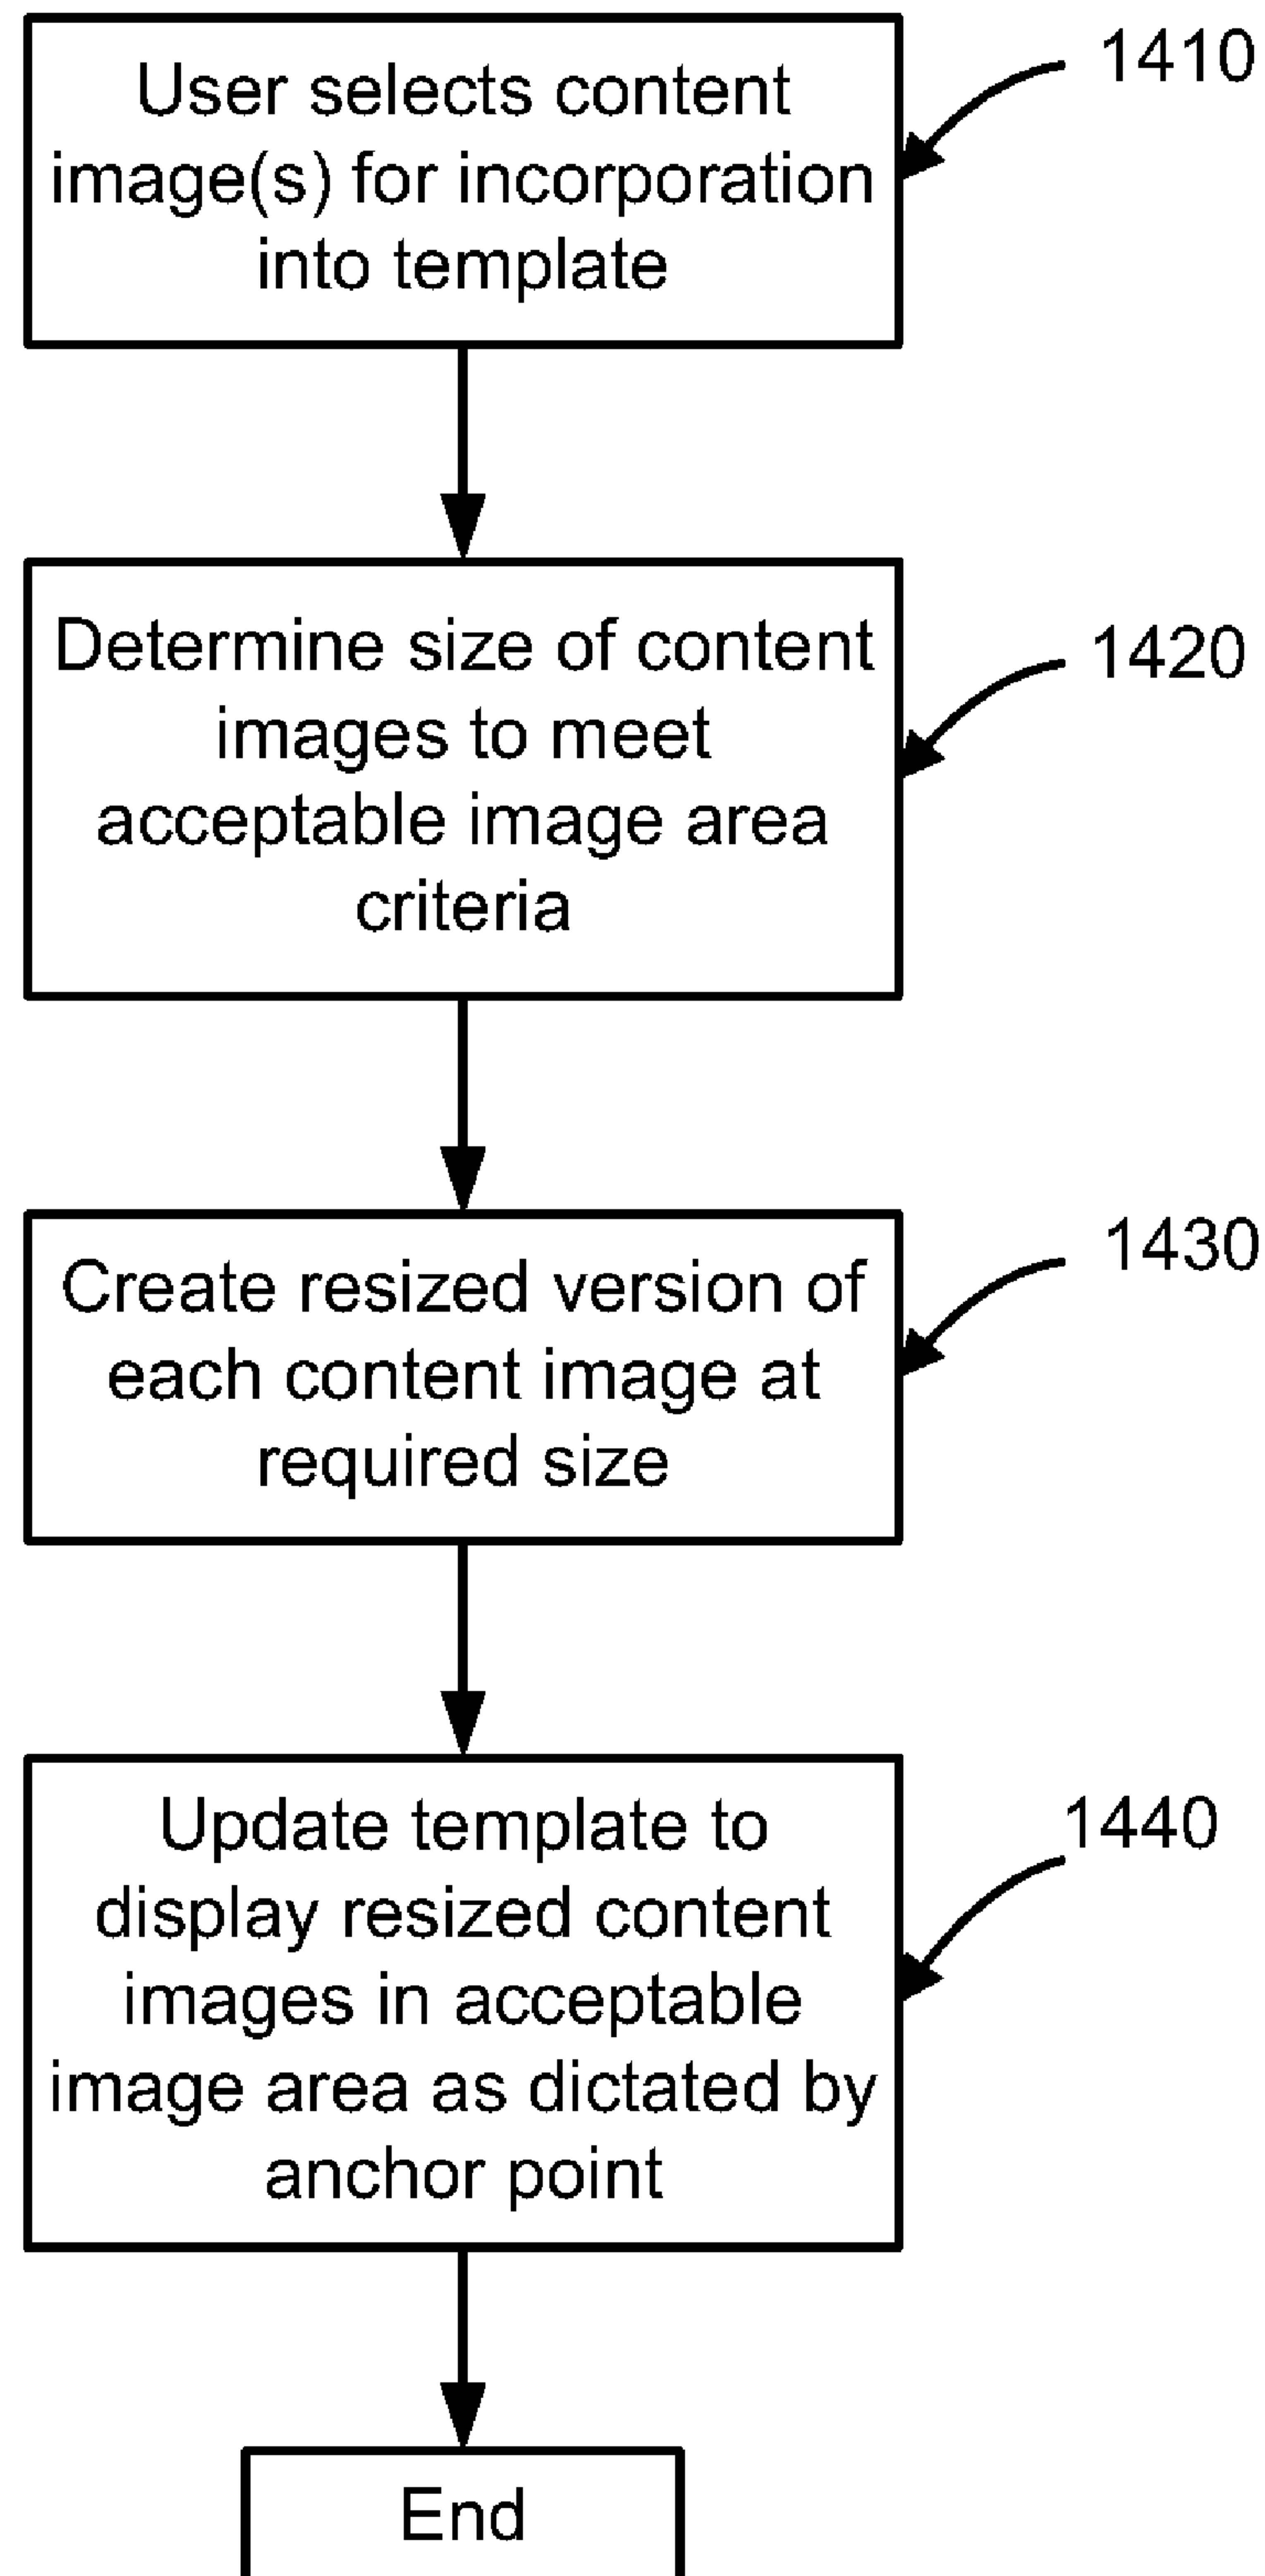 User selects content
image(s) for incorporation
into template
1410
Determine size of content
images to meet
acceptable image area
criteria
1420
Create resized version of
each content image at
required size
1430
Update template to
display resized content
images in acceptable
image area as dictated by
anchor point
1440
End